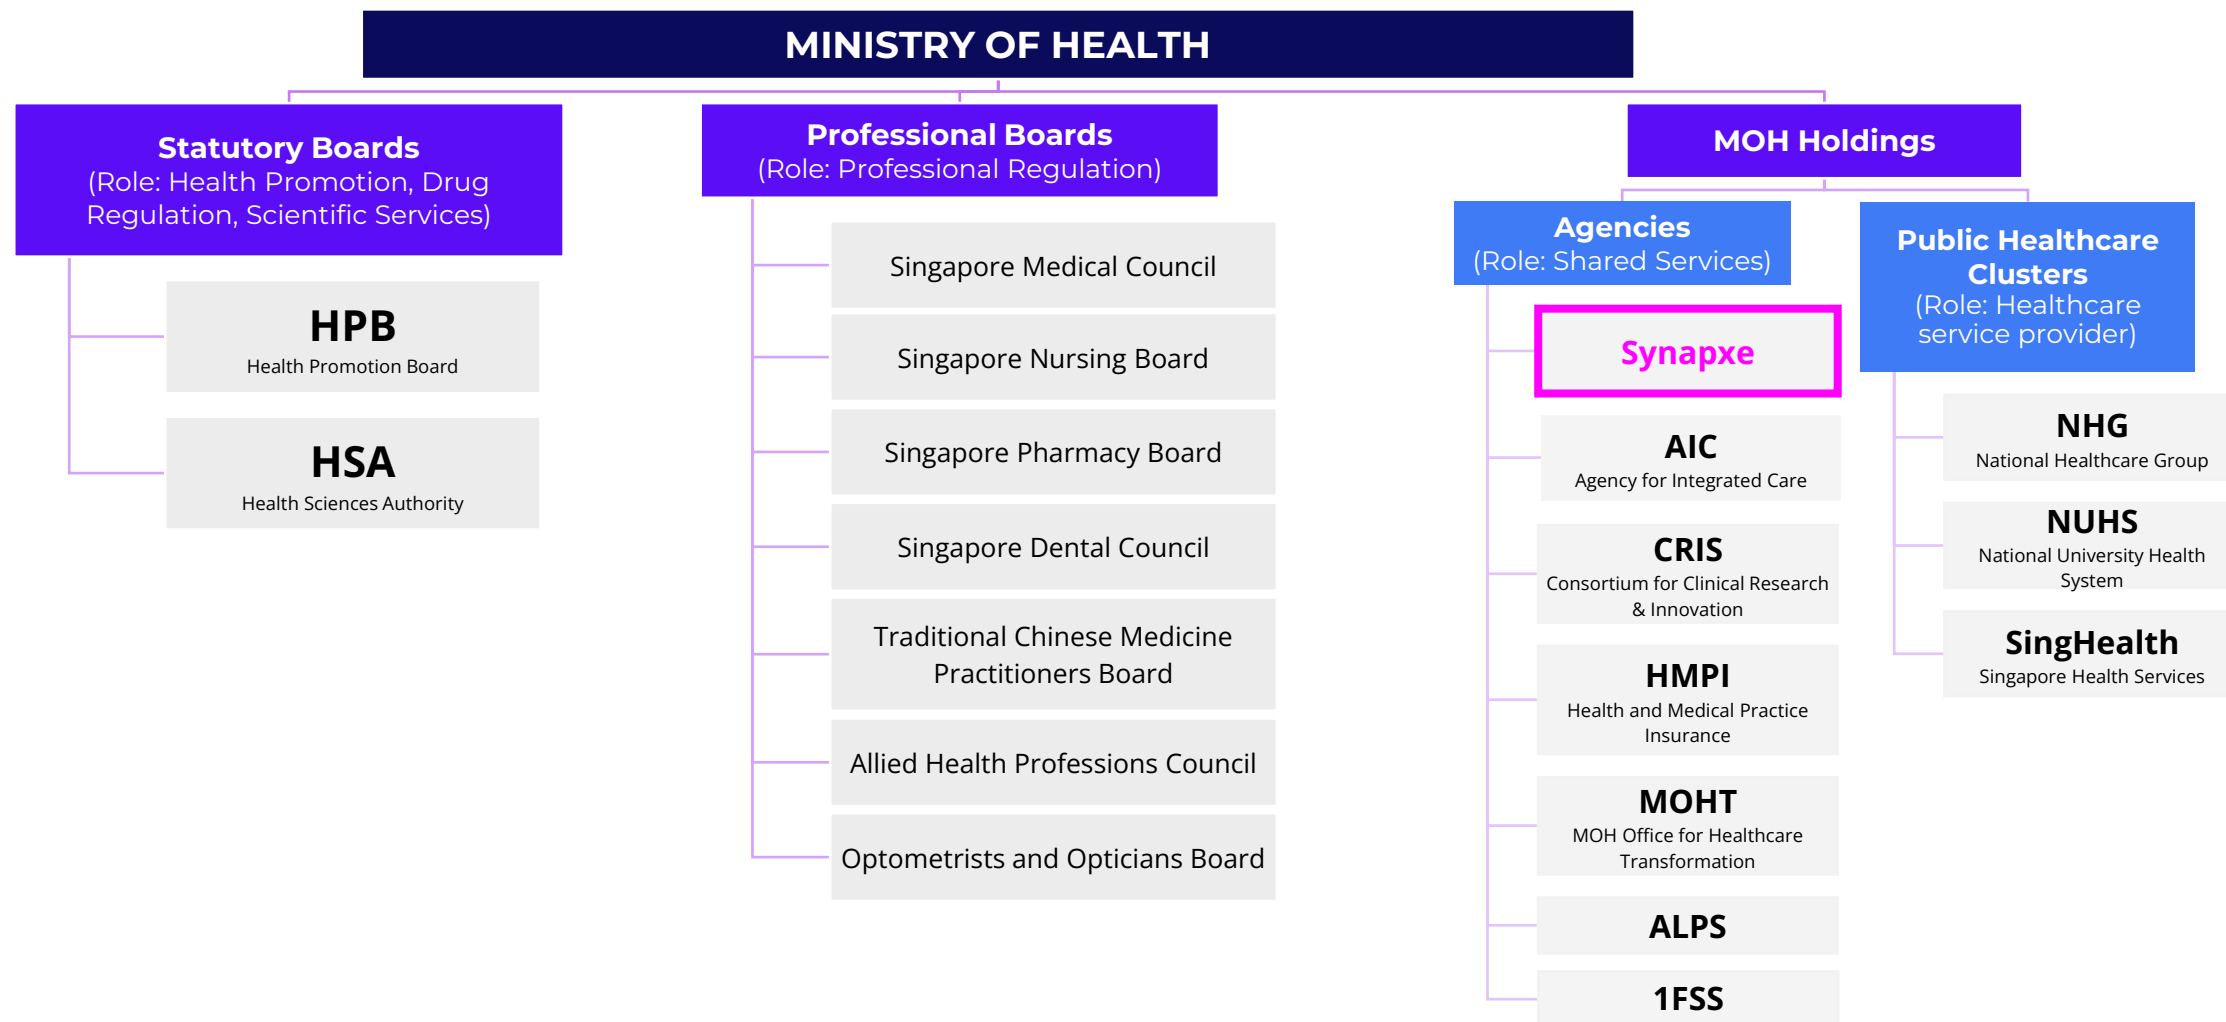 MINISTRY OF HEALTH
Statutory Boards
(Role: Health Promotion, Drug
Regulation, Scientific Services)
HPB
Health Promotion Board
HSA
Health Sciences Authority
Professional Boards
(Role: Professional Regulation)
Singapore Medical Council
Singapore Nursing Board
Singapore Pharmacy Board
Singapore Dental Council
Traditional Chinese Medicine
Practitioners Board
Allied Health Professions Council
Optometrists and Opticians Board
MOH Holdings
Agencies
(Role: Shared Services)
Synapxe
AIC
Agency for Integrated Care
CRIS
Consortium for Clinical Research
& Innovation
HMPI
Health and Medical Practice
Insurance
MOHT
MOH Office for Healthcare
Transformation
ALPS
1FSS
Public Healthcare
Clusters
(Role: Healthcare
service provider)
NHG
National Healthcare Group
NUHS
National University Health
System
SingHealth
Singapore Health Services